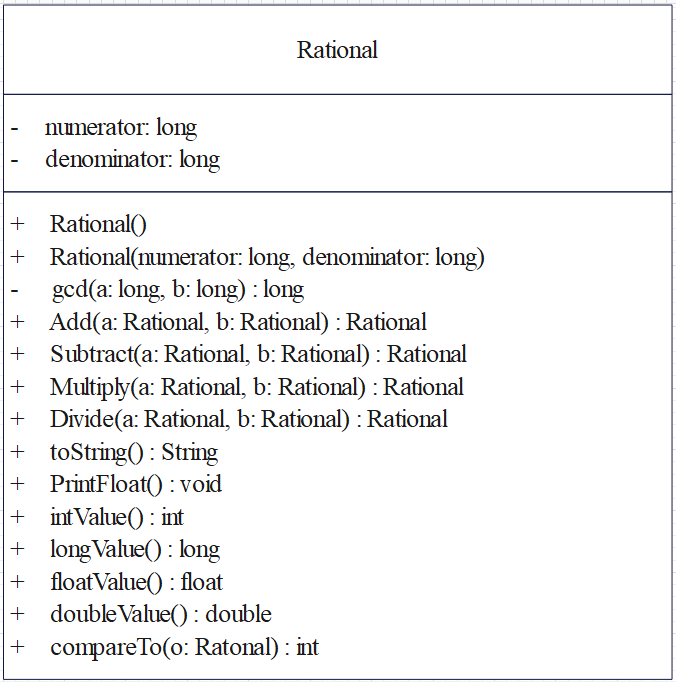 Rational
- numerator: long
- denominator: long
+ Rational()
+ Rational(numerator: long, denominator: long)
- gcd(a: long, b: long) : long
+ Add(a: Rational, b: Rational) : Rational
+ Subtract(a: Rational, b: Rational) : Rational
+ Multiply(a: Rational, b: Rational) : Rational
+ Divide(a: Rational, b: Rational) : Rational
+ toString() : String
+ PrintFloat() : void
+ intValue() : int
+ longValue() : long
+ floatValue() : float
+ doubleValue() : double
+ compareTo(o: Ratonal) : int